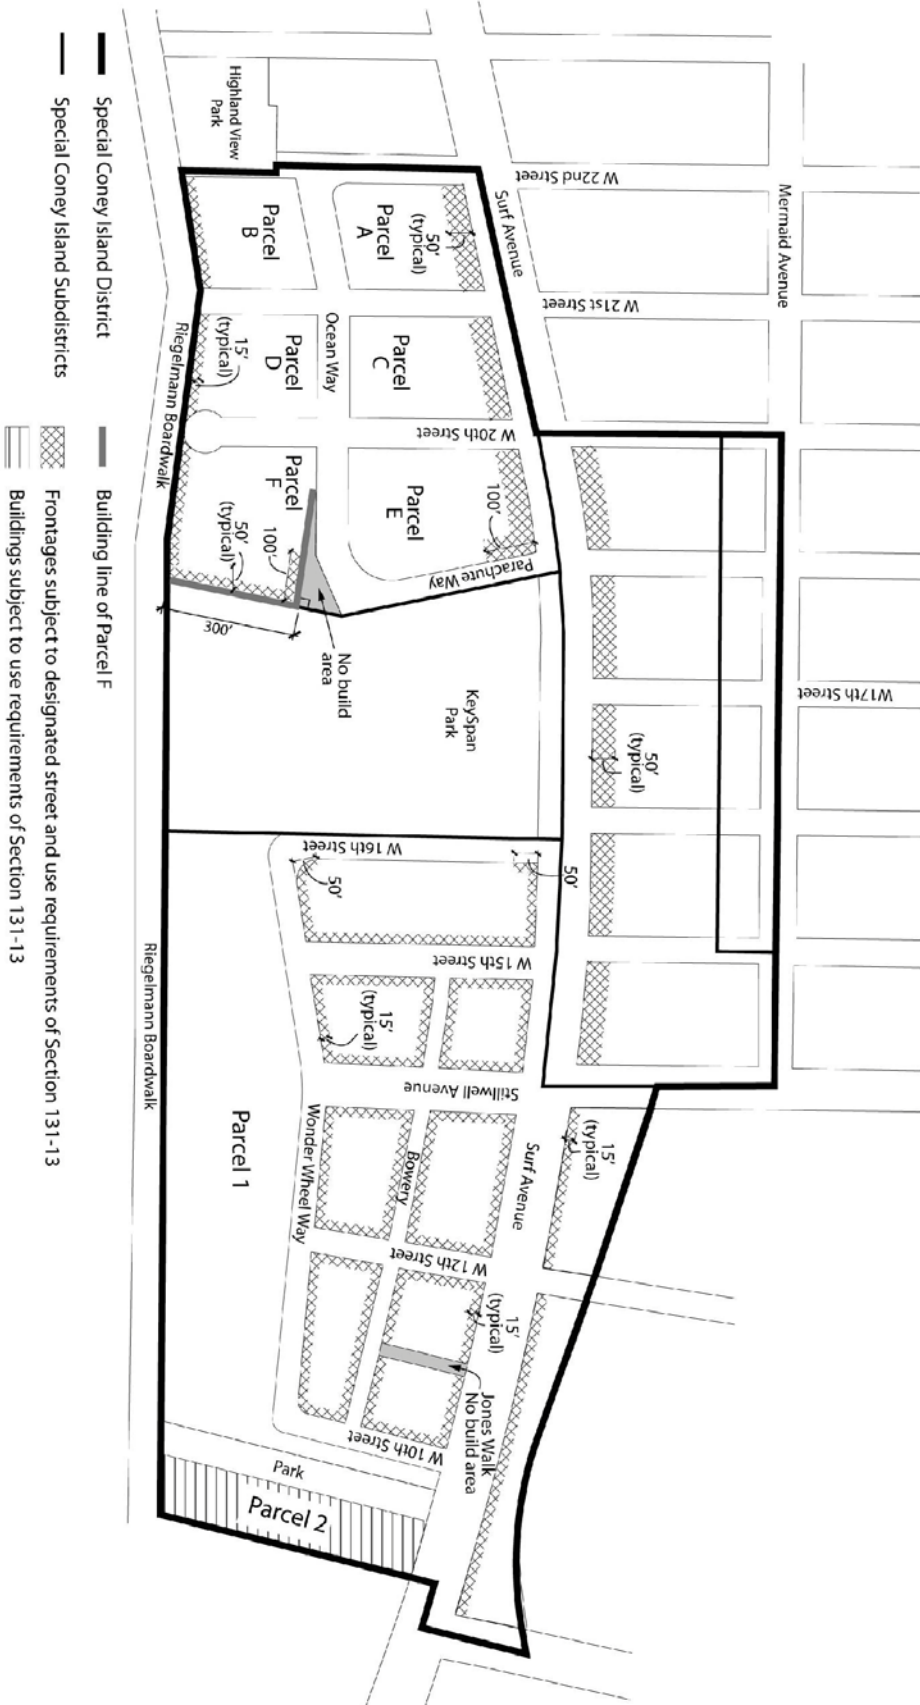 Mermaid Avenue
W 22nd Street
W 21st Street
W17th Street
Surf Avenue
Highland View
Park
Parcel
A
50'
(typical)
Parcel
B
Ocean Way
Parcel
C
Parcel
D
15'
(typical)
W 20th Street
Parcel
E
100'
Parcel
F
100'
50'
(typical)
Parachute Way
No build
area
300'
Riegelmann Boardwalk
KeySpan
Park
50'
(typical)
W 16th Street
50'
50'
W 15th Street
15'
(typical)
Stillwell Avenue
15'
(typical)
Surf Avenue
Bowery
Wonder Wheel Way
W 12th Street
15'
(typical)
Jones Walk
No build area
W 10th Street
Park
Parcel 1
Parcel 2
Riegelmann Boardwalk
Special Coney Island District
Special Coney Island Subdistricts
Building line of Parcel F
Frontages subject to designated street and use requirements of Section 131-13
Buildings subject to use requirements of Section 131-13